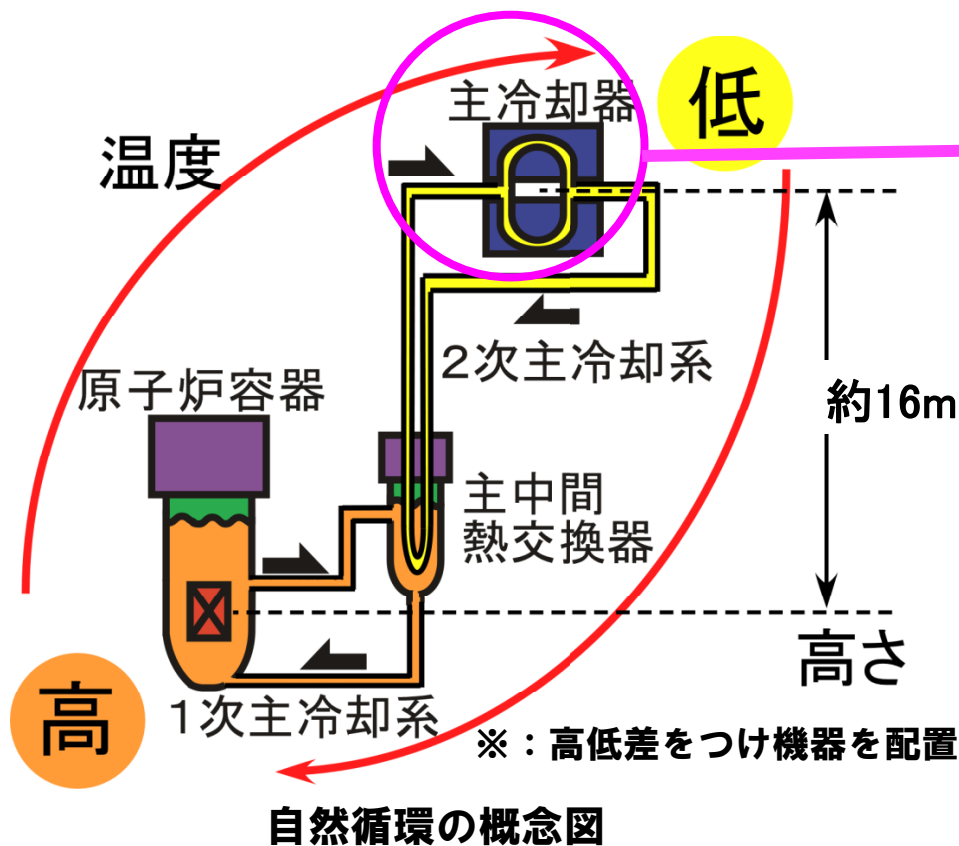 主冷却器
低
温度
2次主冷却系
原子炉容器
約16m
主中間
熱交換器
高さ
高
1次主冷却系
※：高低差をつけ機器を配置
自然循環の概念図